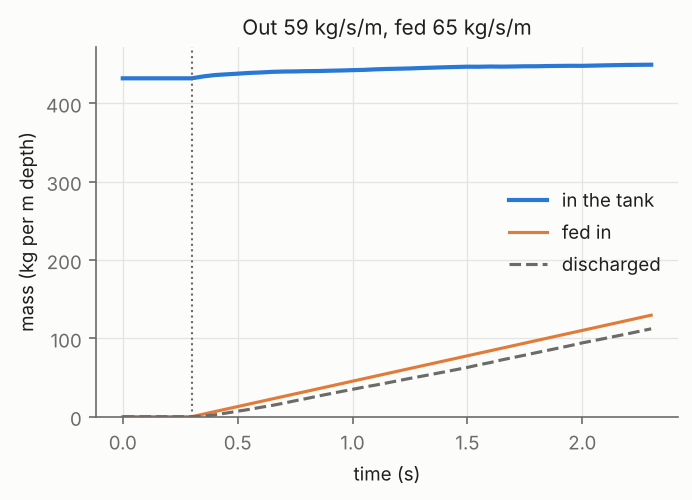 Out 59 kg/s/m, fed 65 kg/s/m
mass (kg per m depth)
400
300
200
100
0
in the tank
fed in
discharged
0.0 0.5 1.0 1.5 2.0
time (s)